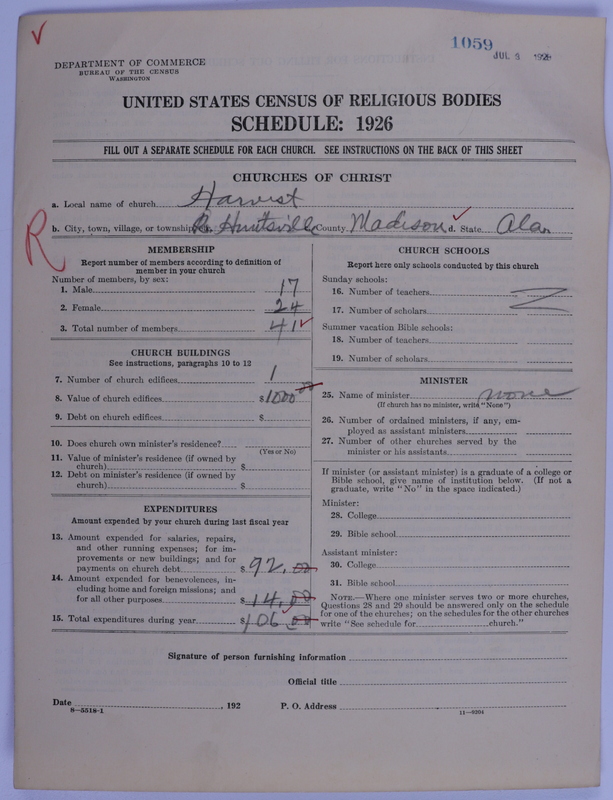 1059
JUL 8 1926
DEPARTMENT OF COMMERCE
BUREAU OF THE CENSUS
WASHINGTON
UNITED STATES CENSUS OF RELIGIOUS BODIES
SCHEDULE: 1926
FILL OUT A SEPARATE SCHEDULE FOR EACH CHURCH. SEE INSTRUCTIONS ON THE BACK OF THIS SHEET
CHURCHES OF CHRIST
a. Local name of church Harvest
b. City, town, village, or township R Huntsville County Madison d. State Ala.
R
MEMBERSHIP
Report number of members according to definition of
member in your church
Number of members, by sex:
1. Male 17
2. Female 24
3. Total number of members 41
CHURCH BUILDINGS
See instructions, paragraphs 10 to 12
7. Number of church edifices 1
8. Value of church edifices $1000 00
9. Debt on church edifices $
10. Does church own minister's residence?
(Yes or No)
11. Value of minister's residence (if owned by
church) $
12. Debt on minister's residence (if owned by
church) $
EXPENDITURES
Amount expended by your church during last fiscal year
13. Amount expended for salaries, repairs,
and other running expenses; for im-
provements or new buildings; and for
payments on church debt $92.00
14. Amount expended for benevolences, in-
cluding home and foreign missions; and
for all other purposes $14.00
15. Total expenditures during year $106.00
CHURCH SCHOOLS
Report here only schools conducted by this church
Sunday schools:
16. Number of teachers
17. Number of scholars
Summer vacation Bible schools:
18. Number of teachers
19. Number of scholars
MINISTER
25. Name of minister none
(If church has no minister, write "None")
26. Number of ordained ministers, if any, em-
ployed as assistant ministers
27. Number of other churches served by the
minister or his assistants
If minister (or assistant minister) is a graduate of a college or
Bible school, give name of institution below. (If not a
graduate, write "No" in the space indicated.)
Minister:
28. College
29. Bible school
Assistant minister:
30. College
31. Bible school
NOTE.—Where one minister serves two or more churches,
Questions 28 and 29 should be answered only on the schedule
for one of the churches; on the schedules for the other churches
write "See schedule for church."
Signature of person furnishing information
Official title
Date , 192 P. O. Address
8—5518-1
11—9204